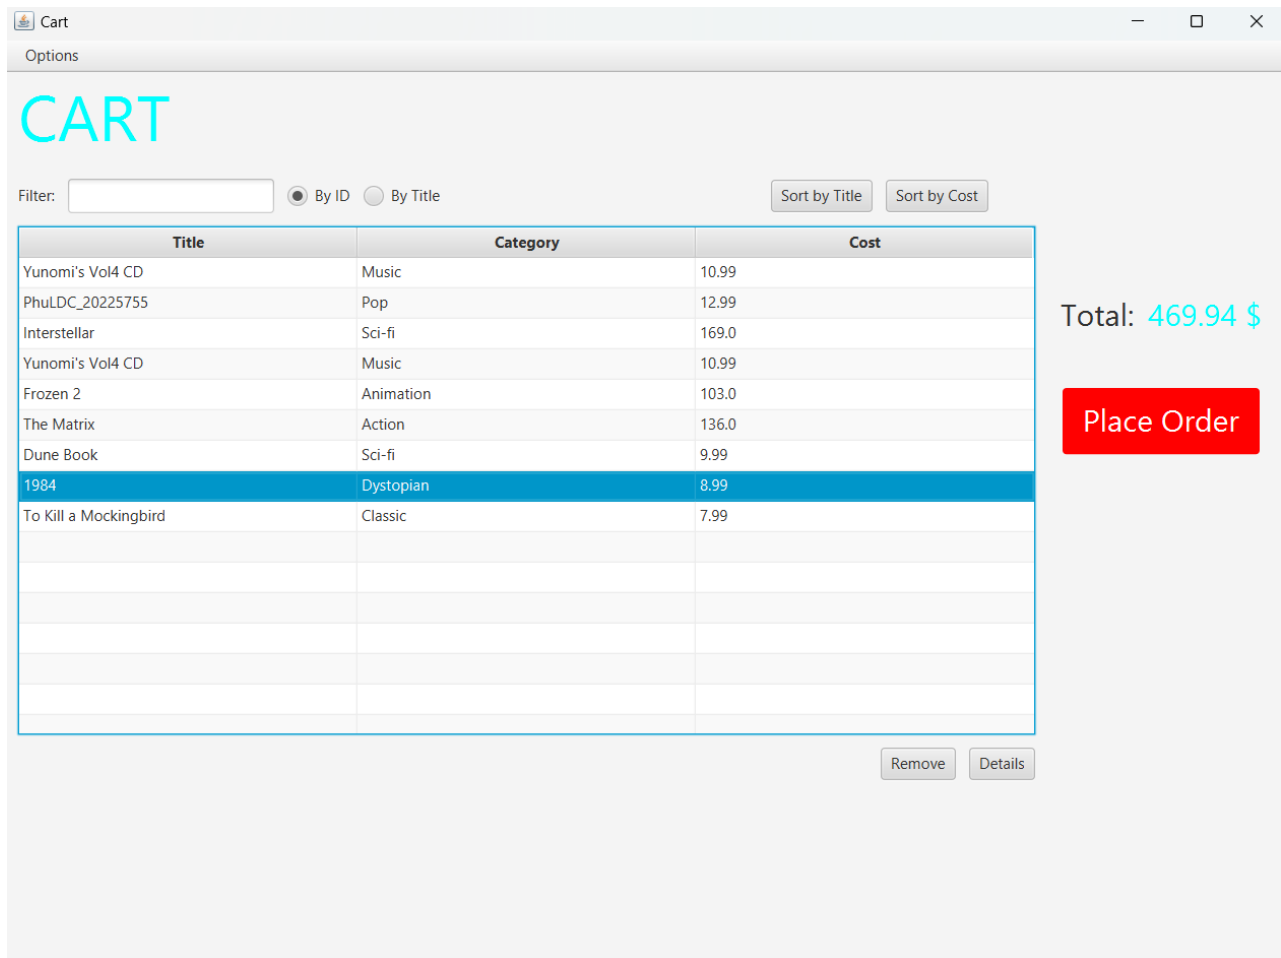 Cart
Options
CART
Filter: By ID By Title Sort by Title Sort by Cost
Title Category Cost
Yunomi's Vol4 CD Music 10.99
PhuLDC_20225755 Pop 12.99
Interstellar Sci-fi 169.0
Yunomi's Vol4 CD Music 10.99
Frozen 2 Animation 103.0
The Matrix Action 136.0
Dune Book Sci-fi 9.99
1984 Dystopian 8.99
To Kill a Mockingbird Classic 7.99
Total: 469.94 $
Place Order
Remove Details